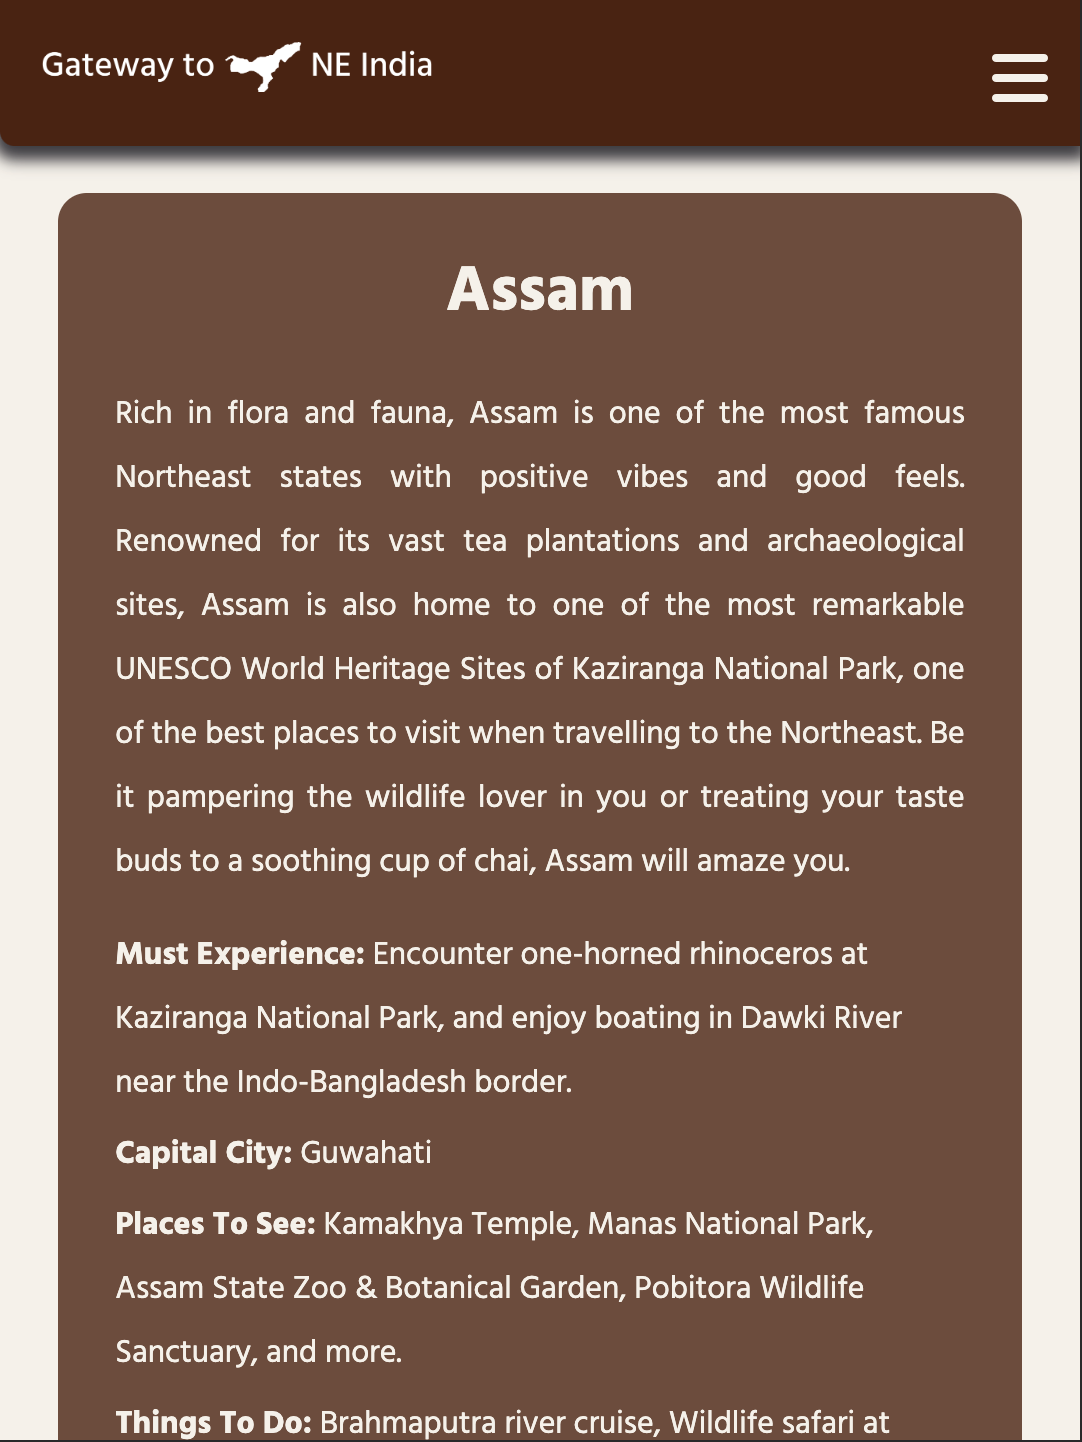 Gateway to NE India
Assam
Rich in flora and fauna, Assam is one of the most famous
Northeast states with positive vibes and good feels.
Renowned for its vast tea plantations and archaeological
sites, Assam is also home to one of the most remarkable
UNESCO World Heritage Sites of Kaziranga National Park, one
of the best places to visit when travelling to the Northeast. Be
it pampering the wildlife lover in you or treating your taste
buds to a soothing cup of chai, Assam will amaze you.
Must Experience: Encounter one-horned rhinoceros at
Kaziranga National Park, and enjoy boating in Dawki River
near the Indo-Bangladesh border.
Capital City: Guwahati
Places To See: Kamakhya Temple, Manas National Park,
Assam State Zoo & Botanical Garden, Pobitora Wildlife
Sanctuary, and more.
Things To Do: Brahmaputra river cruise, Wildlife safari at